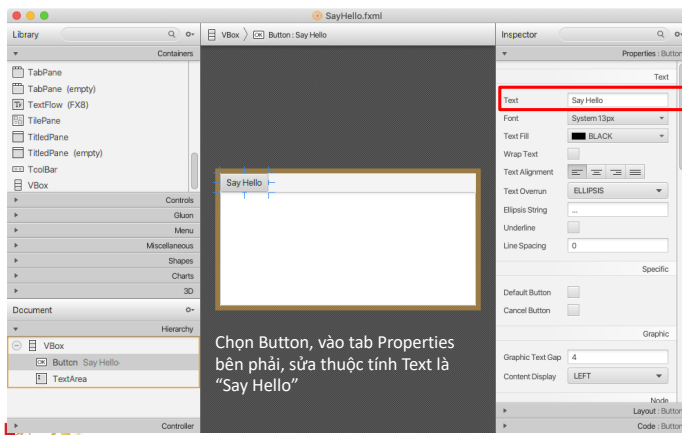 SayHello.fxml
Library
VBox
Button : Say Hello
Inspector
Containers
Properties : Button
TabPane
TabPane (empty)
TextFlow (FX8)
TilePane
TitledPane
TitledPane (empty)
ToolBar
VBox
Controls
Gluon
Menu
Miscellaneous
Shapes
Charts
3D
Document
Hierarchy
VBox
OK Button Say Hello
TextArea
Controller
Say Hello
Chọn Button, vào tab Properties
bên phải, sửa thuộc tính Text là
“Say Hello”
Text
Text Say Hello
Font System 13px
Text Fill BLACK
Wrap Text
Text Alignment
Text Overrun ELLIPSIS
Ellipsis String ...
Underline
Line Spacing 0
Specific
Default Button
Cancel Button
Graphic
Graphic Text Gap 4
Content Display LEFT
Node
Layout : Button
Code : Button